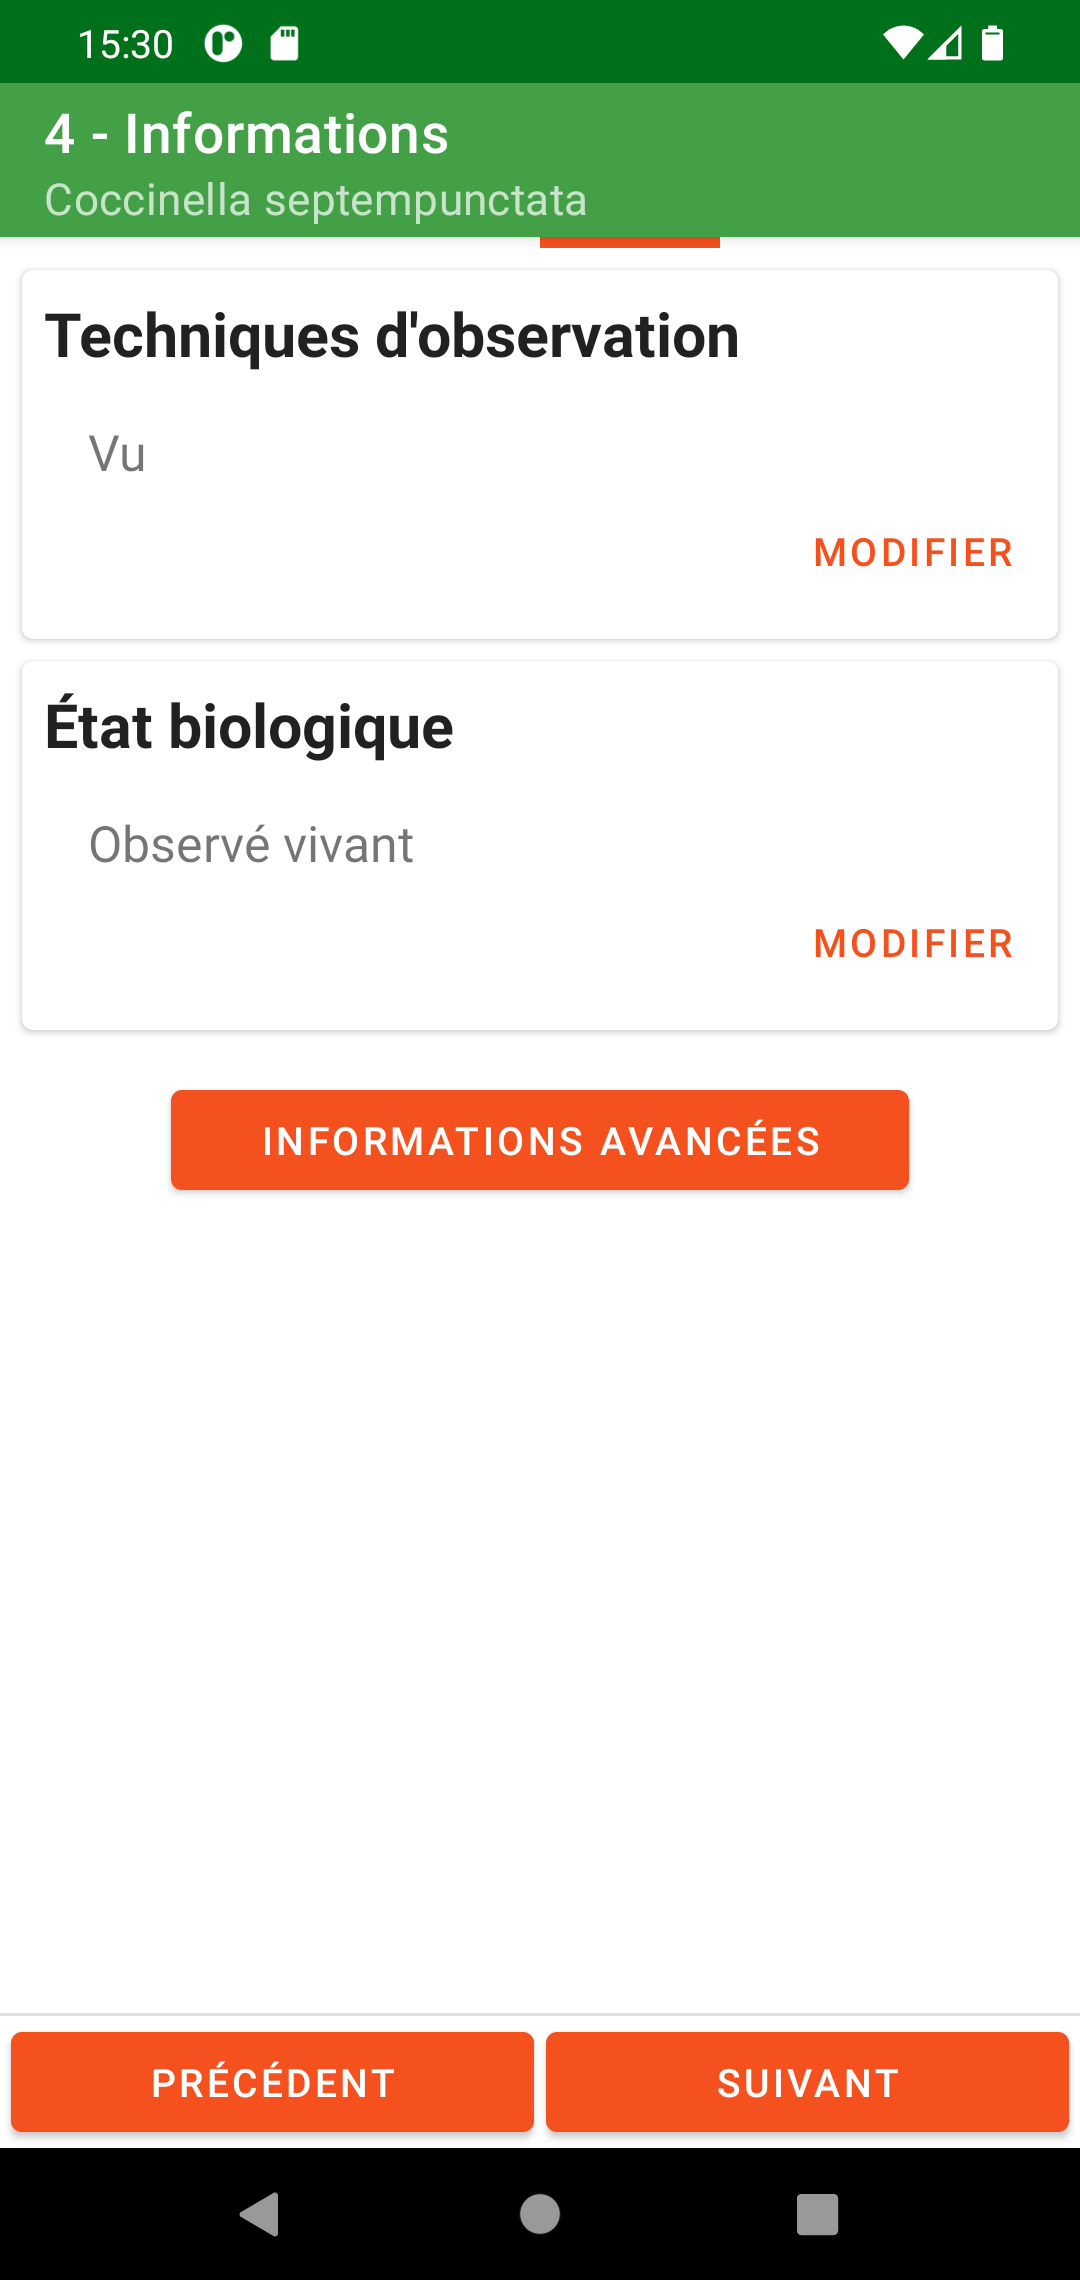 15:30
4 - Informations
Coccinella septempunctata
Techniques d'observation
Vu
MODIFIER
État biologique
Observé vivant
MODIFIER
INFORMATIONS AVANCÉES
PRÉCÉDENT
SUIVANT